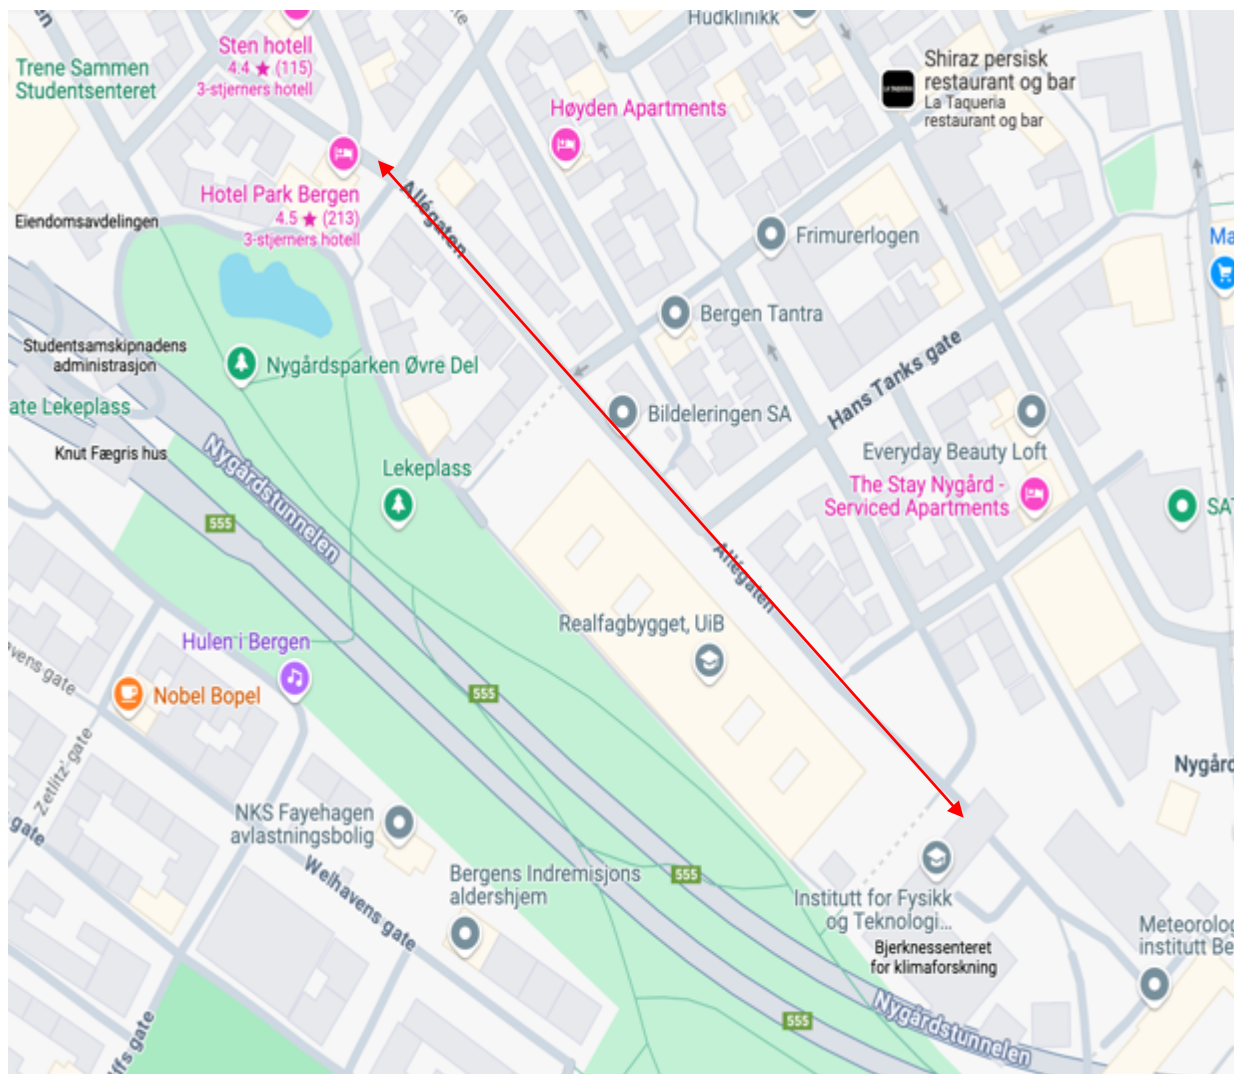 Hudklinikk
Sten hotell
4.4 ★ (115)
3-stjerners hotell
Trene Sammen
Studentsenteret
Shiraz persisk
restaurant og bar
La Taqueria
restaurant og bar
LA TAQUERIA
Høyden Apartments
Hotel Park Bergen
4.5 ★ (213)
3-stjerners hotell
Allégaten
Eiendomsavdelingen
Frimurerlogen
Bergen Tantra
Studentsamskipnadens
administrasjon
Nygårdsparken Øvre Del
Hans Tanks gate
ate Lekeplass
Bildeleringen SA
Knut Fægris hus
Nygårdstunnelen
Lekeplass
Everyday Beauty Loft
The Stay Nygård -
Serviced Apartments
555
Allégaten
Realfagbygget, UiB
Hulen i Bergen
Nobel Bopel
555
Zetlitz' gate
NKS Fayehagen
avlastningsbolig
Welhavens gate
Bergens Indremisjons
aldershjem
555
Institutt for Fysikk
og Teknologi...
Bjerknessenteret
for klimaforskning
Nygårdstunnelen
555